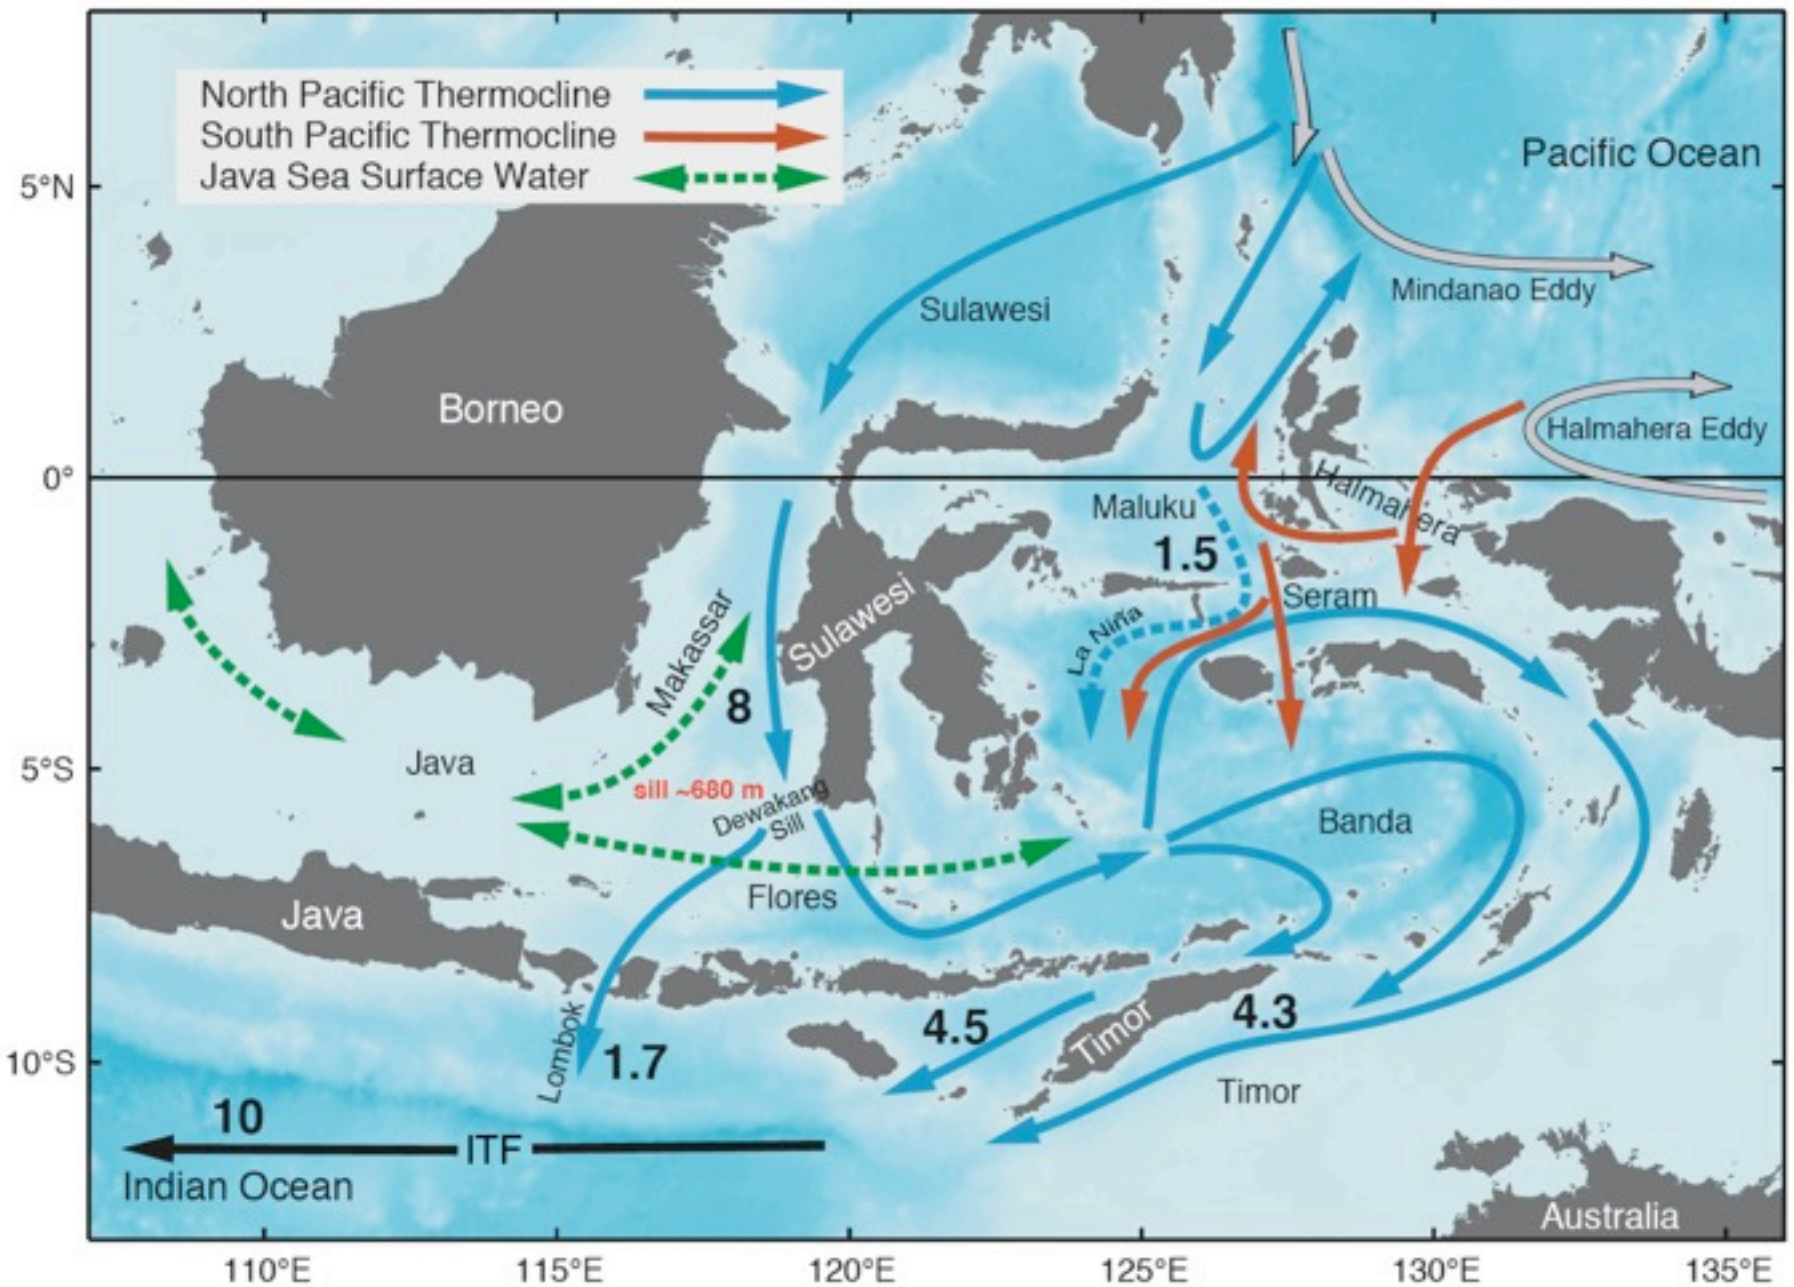 North Pacific Thermocline
South Pacific Thermocline
Java Sea Surface Water
Pacific Ocean
5°N
Mindanao Eddy
Sulawesi
Borneo
Halmahera Eddy
0°
Halmahera
Maluku
1.5
Seram
Sulawesi
La Niña
Makassar
8
Java
5°S
sill ~680 m
Dewakang
Sill
Banda
Flores
Java
4.5
4.3
Timor
Lombok
1.7
10°S
Timor
10
ITF
Indian Ocean
Australia
110°E
115°E
120°E
125°E
130°E
135°E